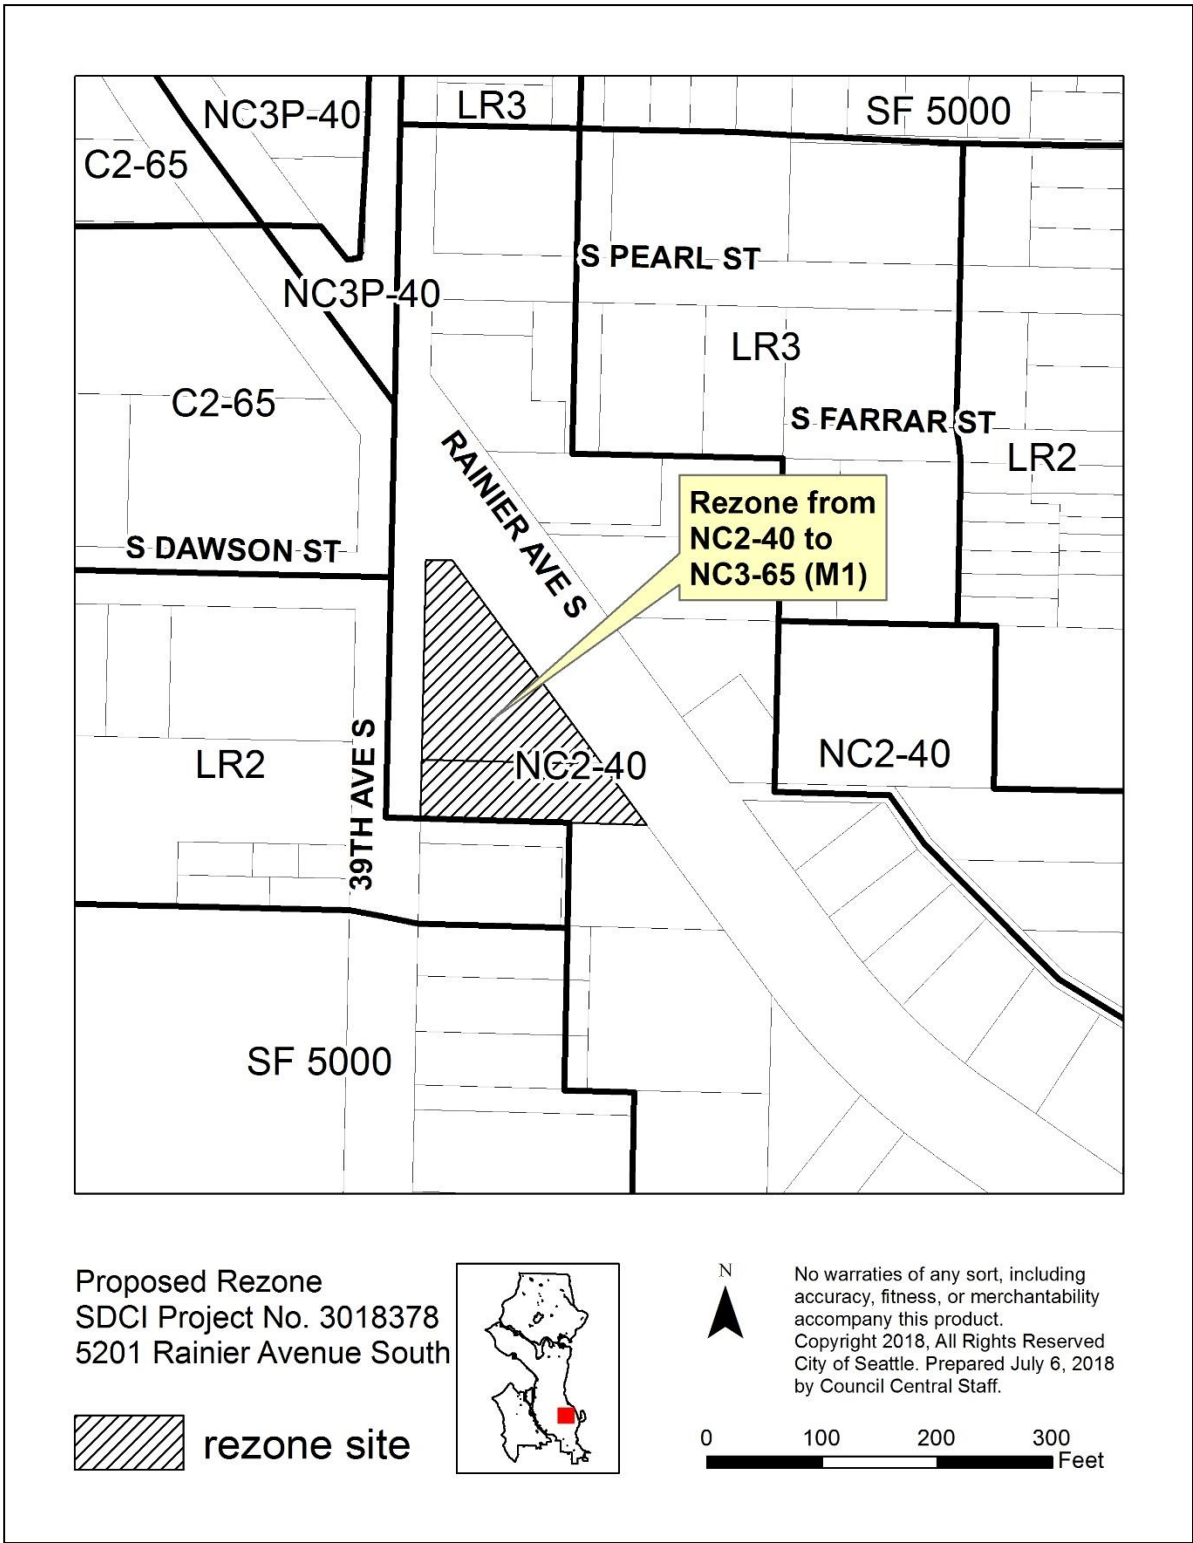 NC3P-40
LR3
SF 5000
C2-65
S PEARL ST
NC3P-40
LR3
C2-65
S FARRAR ST
RAINIER AVE S
LR2
Rezone from
NC2-40 to
NC3-65 (M1)
S DAWSON ST
39TH AVE S
LR2
NC2-40
NC2-40
SF 5000
Proposed Rezone
SDCI Project No. 3018378
5201 Rainier Avenue South
rezone site
N
No warraties of any sort, including
accuracy, fitness, or merchantability
accompany this product.
Copyright 2018, All Rights Reserved
City of Seattle. Prepared July 6, 2018
by Council Central Staff.
0 100 200 300
Feet